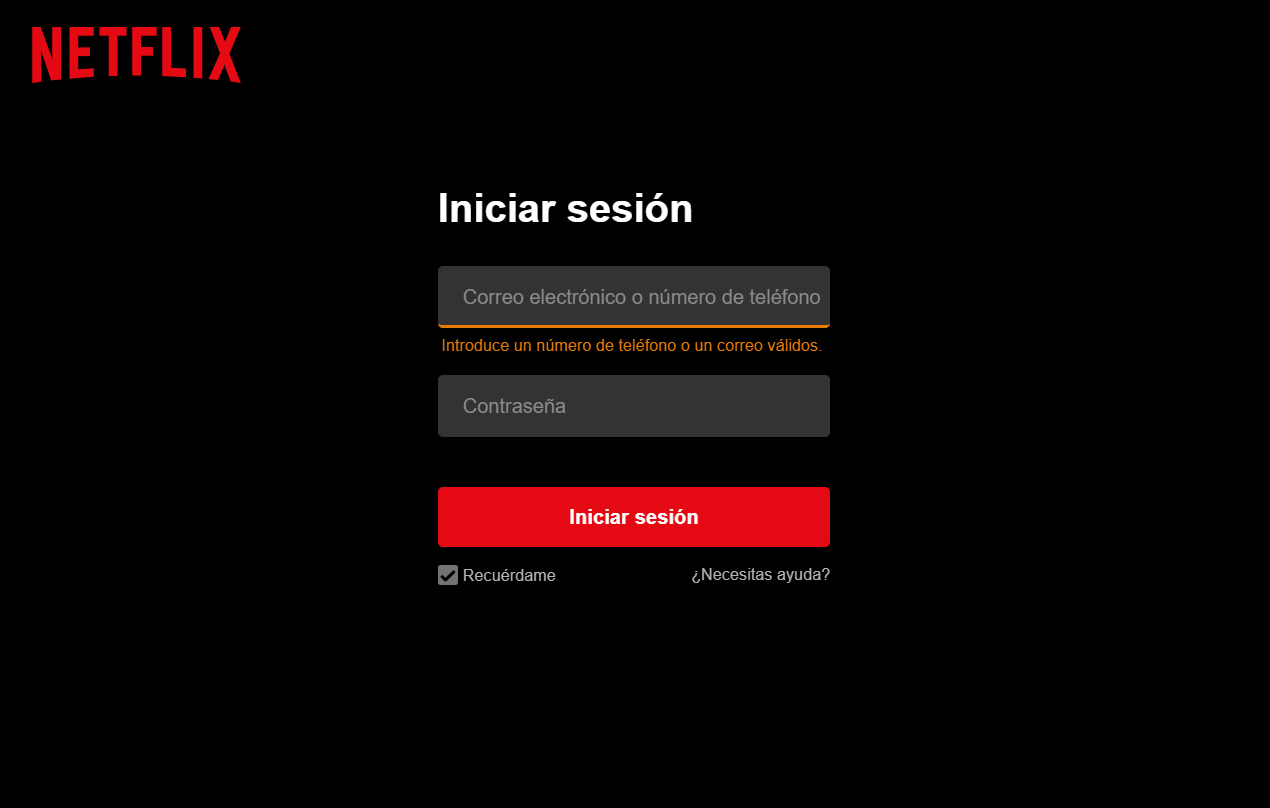 NETFLIX
Iniciar sesión
Correo electrónico o número de teléfono
Introduce un número de teléfono o un correo válidos.
Contraseña
Iniciar sesión
Recuérdame ¿Necesitas ayuda?